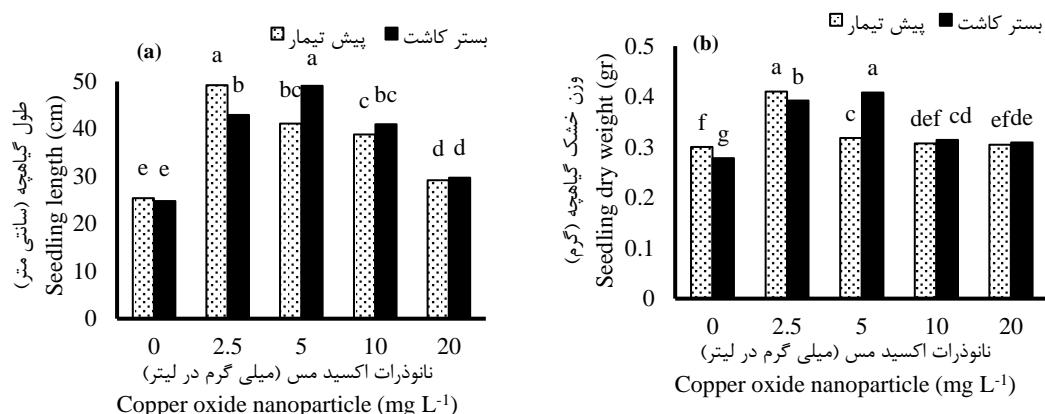 پیش تیمار بستر کاشت
(a)
طول گیاهچه (سانتی متر)
Seedling length (cm)
50
40
30
20
10
0
e e
a b
bc a
c bc
d d
0 2.5 5 10 20
نانوذرات اکسید مس (میلی گرم در لیتر)
Copper oxide nanoparticle (mg L-1)
پیش تیمار بستر کاشت
(b)
وزن خشک گیاهچه (گرم)
Seedling dry weight (gr)
0.5
0.4
0.3
0.2
0.1
0
f g
a b
c a
def cd
ef de
0 2.5 5 10 20
نانوذرات اکسید مس (میلی گرم در لیتر)
Copper oxide nanoparticle (mg L-1)